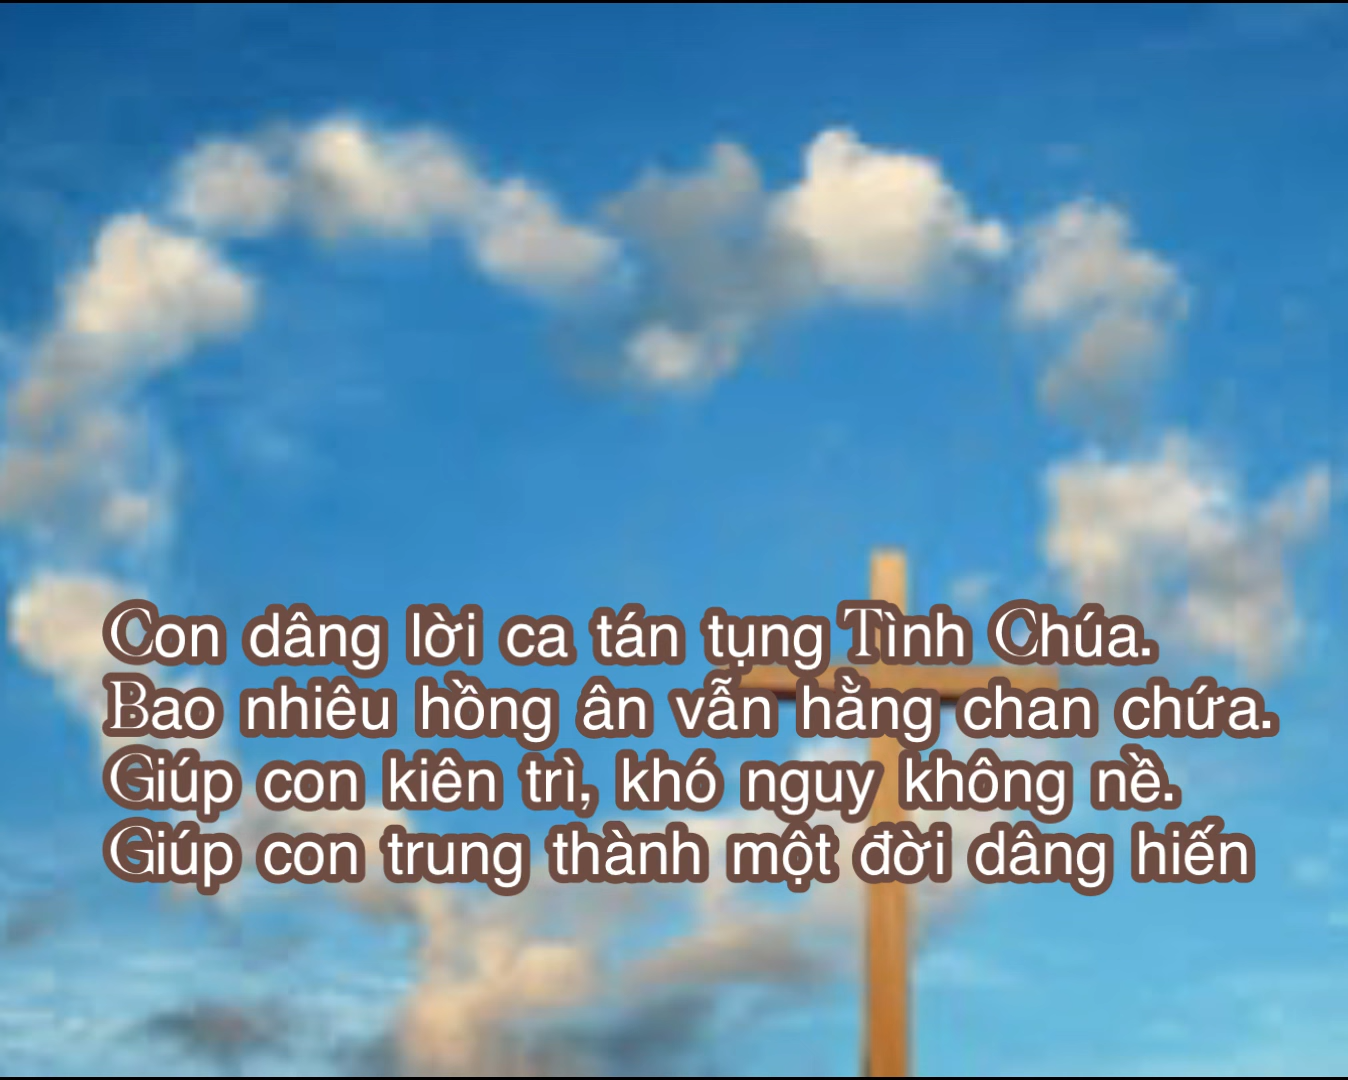 Con dâng lời ca tán tụng Tình Chúa.
Bao nhiêu hồng ân vẫn hằng chan chứa.
Giúp con kiên trì, khó nguy không nề.
Giúp con trung thành một đời dâng hiến